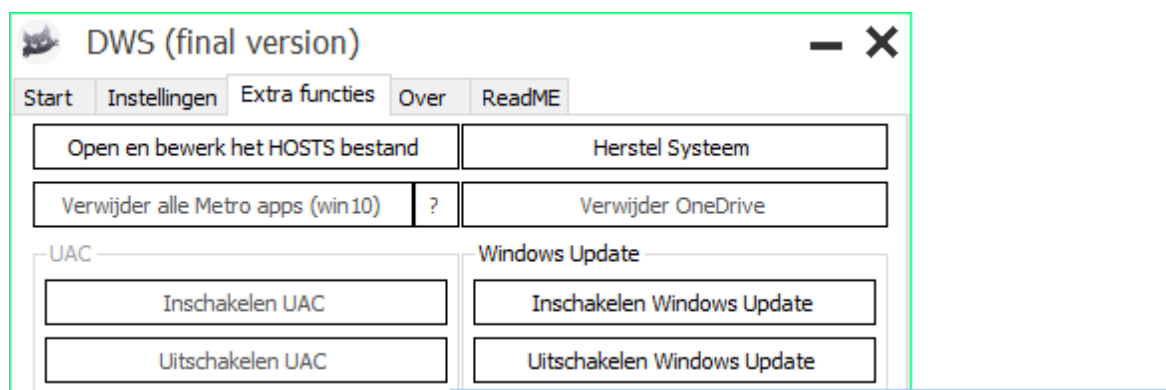 DWS (final version)
Start Instellingen Extra functies Over ReadME
Open en bewerk het HOSTS bestand Herstel Systeem
Verwijder alle Metro apps (win10) ? Verwijder OneDrive
UAC Windows Update
Inschakelen UAC Inschakelen Windows Update
Uitschakelen UAC Uitschakelen Windows Update